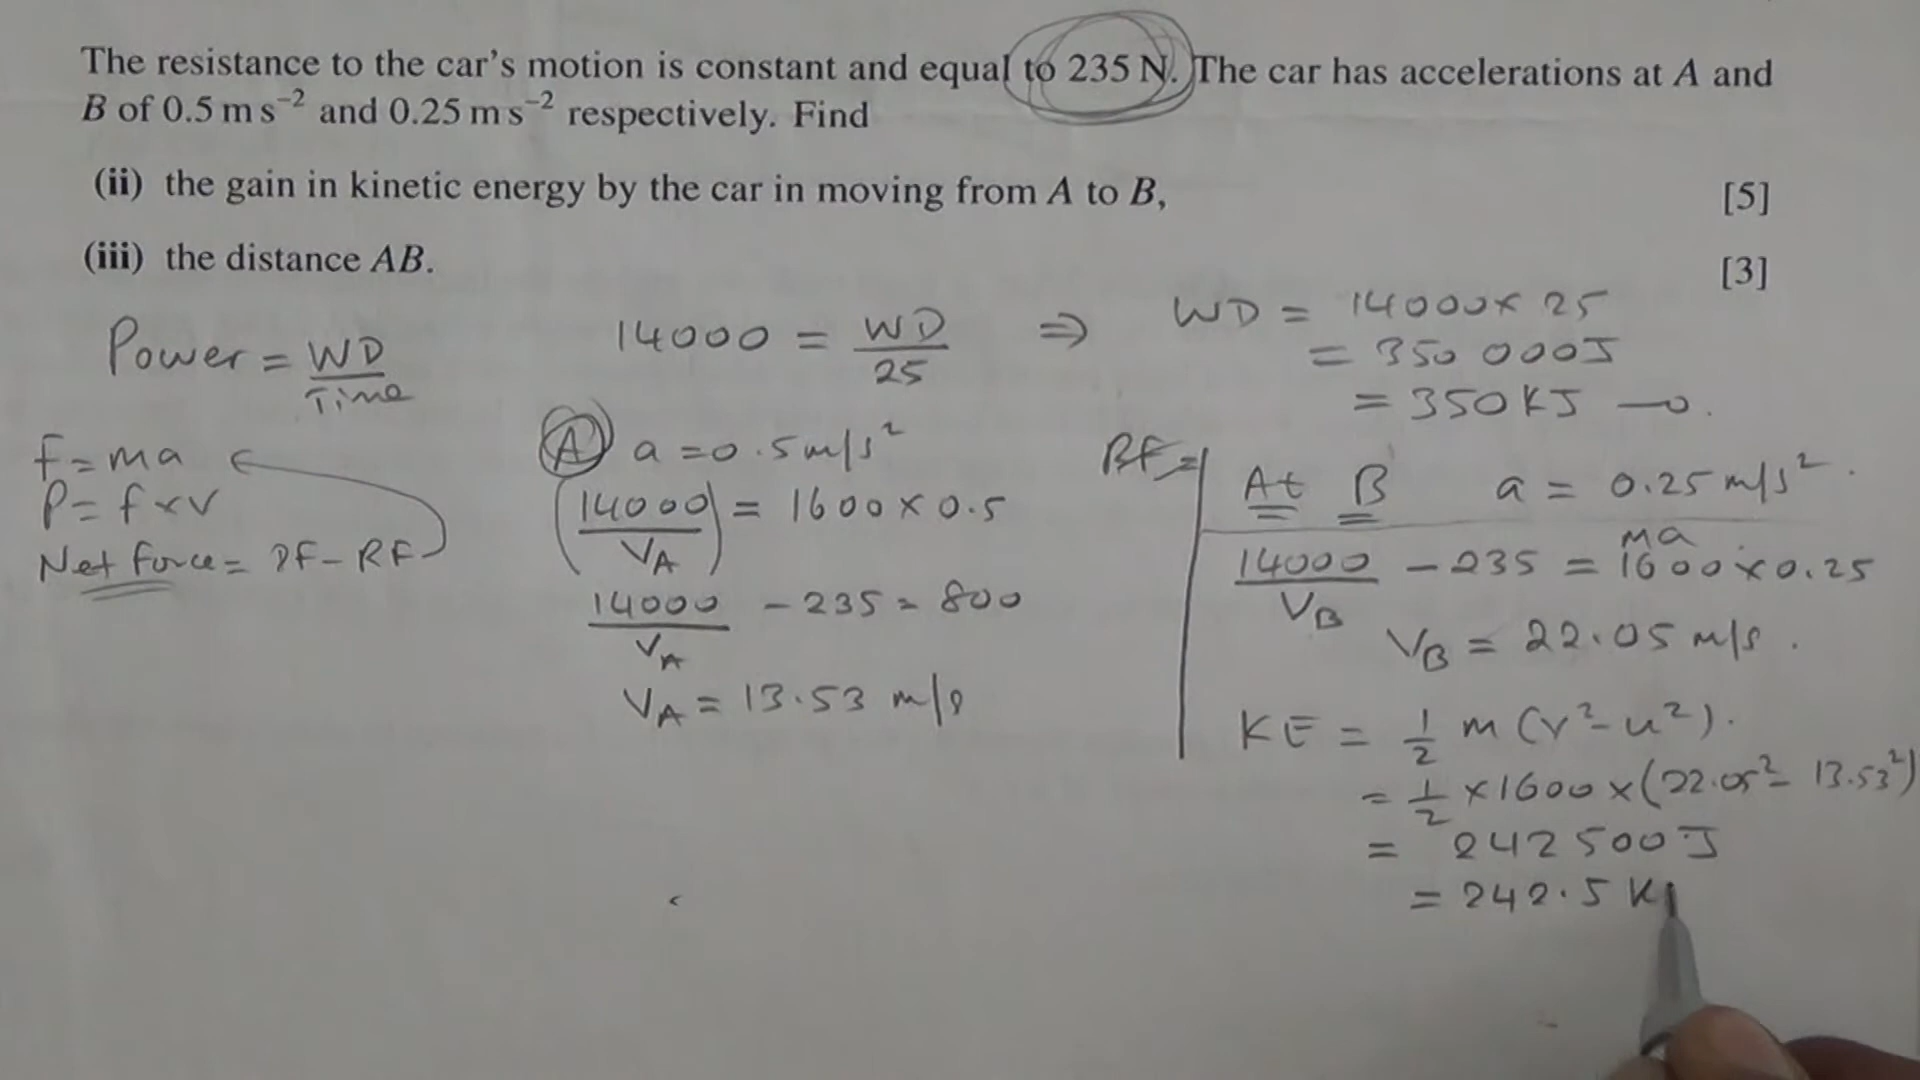 The resistance to the car's motion is constant and equal to 235 N. The car has accelerations at A and
B of 0.5 m s⁻² and 0.25 m s⁻² respectively. Find
(ii) the gain in kinetic energy by the car in moving from A to B, [5]
(iii) the distance AB. [3]
Power = WD/Time
14000 = WD/25 ⇒
WD = 14000 × 25
= 350 000J
= 350KJ
F = ma
P = f × v
Net force = DF – RF
A a = 0.5 m/s²
(14000/VA) = 1600 × 0.5
14000/VA – 235 = 800
VA = 13.53 m/s
RF =
At B a = 0.25 m/s².
ma
14000/VB – 235 = 1600 × 0.25
VB = 22.05 m/s.
KE = 1/2 m (v² – u²).
= 1/2 × 1600 × (22.05² – 13.53²)
= 242 500J
= 242.5 K